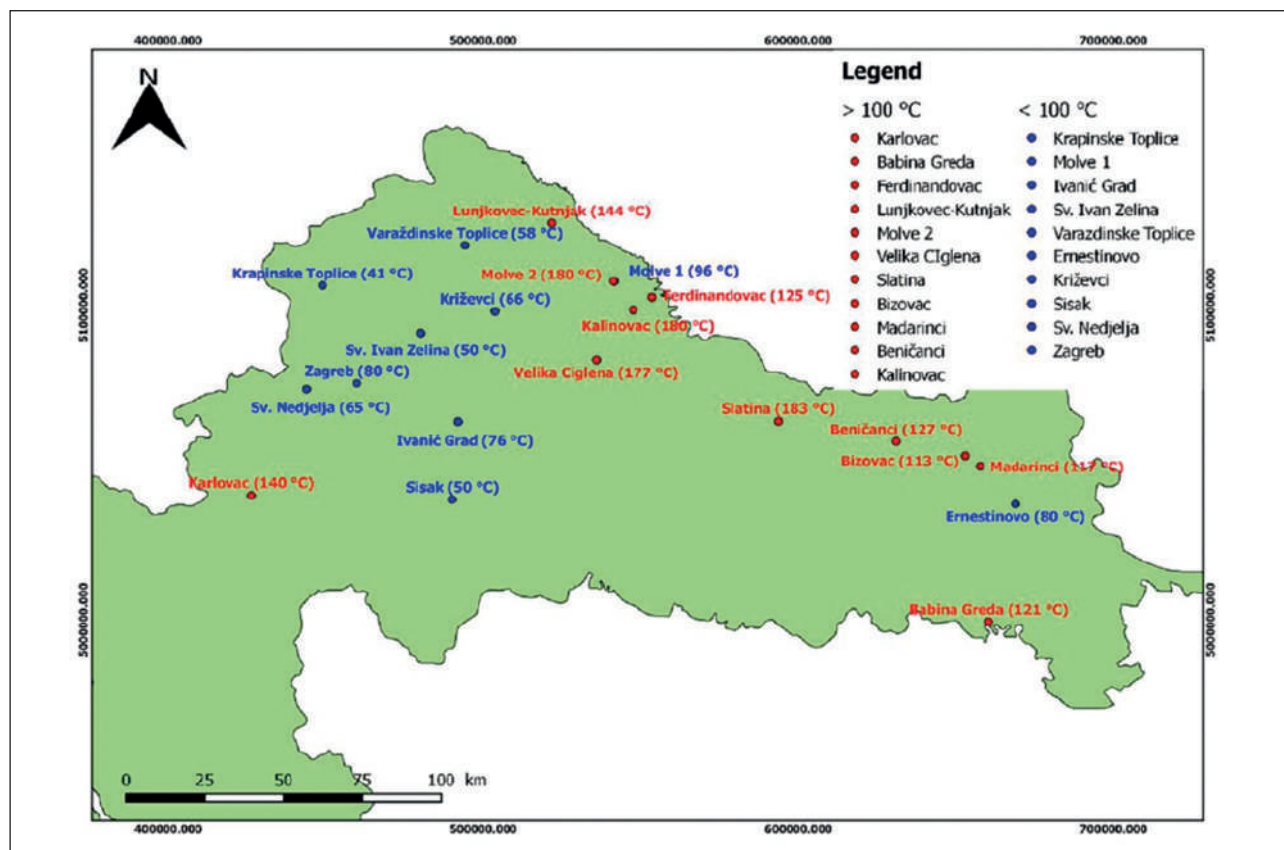 400000.000 500000.000 600000.000 700000.000
N
Legend
> 100 °C < 100 °C
Karlovac Krapinske Toplice
Babina Greda Molve 1
Ferdinandovac Ivanić Grad
Lunjkovec-Kutnjak Sv. Ivan Zelina
Molve 2 Varazdinske Toplice
Velika CIglena Ernestinovo
Slatina Križevci
Bizovac Sisak
Madarinci Sv. Nedjelja
Beničanci Zagreb
Kalinovac
Lunjkovac-Kutnjak (144 °C)
Varaždinske Toplice (58 °C)
Krapinske Toplice (41 °C)
Molve 2 (180 °C) Molve 1 (96 °C)
Križevci (66 °C) Ferdinandovac (125 °C)
Kalinovac (180 °C)
Sv. Ivan Zelina (50 °C)
Zagreb (80 °C) Velika Ciglena (177 °C)
Sv. Nedjelja (65 °C) Slatina (183 °C)
Ivanić Grad (76 °C) Beničanci (127 °C)
Bizovac (113 °C) Madarinci (117 °C)
Karlovac (140 °C) Sisak (50 °C)
Ernestinovo (80 °C)
Babina Greda (121 °C)
5100000.000 5100000.000
5000000.000 5000000.000
0 25 50 75 100 km
400000.000 500000.000 600000.000 700000.000